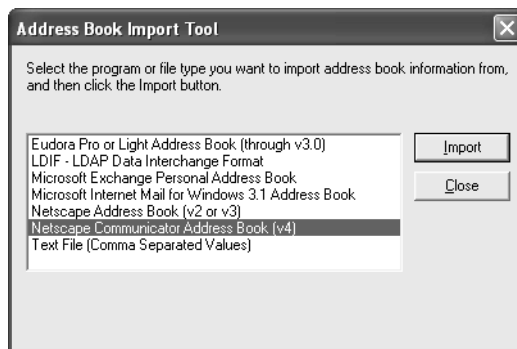 Address Book Import Tool
Select the program or file type you want to import address book information from,
and then click the Import button.
Eudora Pro or Light Address Book (through v3.0)
LDIF - LDAP Data Interchange Format
Microsoft Exchange Personal Address Book
Microsoft Internet Mail for Windows 3.1 Address Book
Netscape Address Book (v2 or v3)
Netscape Communicator Address Book (v4)
Text File (Comma Separated Values)
Import
Close